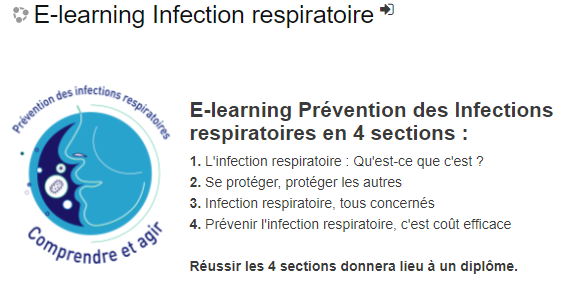 E-learning Infection respiratoire
Prévention des infections respiratoires
Comprendre et agir
E-learning Prévention des Infections
respiratoires en 4 sections :
1. L'infection respiratoire : Qu'est-ce que c'est ?
2. Se protéger, protéger les autres
3. Infection respiratoire, tous concernés
4. Prévenir l'infection respiratoire, c'est coût efficace
Réussir les 4 sections donnera lieu à un diplôme.